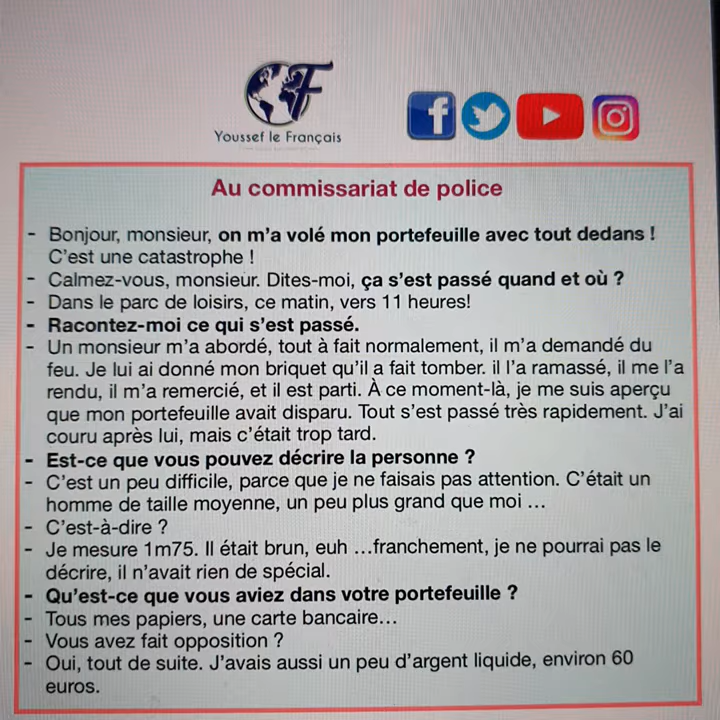 Youssef le Français
Au commissariat de police
- Bonjour, monsieur, on m'a volé mon portefeuille avec tout dedans !
C'est une catastrophe !
- Calmez-vous, monsieur. Dites-moi, ça s'est passé quand et où ?
- Dans le parc de loisirs, ce matin, vers 11 heures!
- Racontez-moi ce qui s'est passé.
- Un monsieur m'a abordé, tout à fait normalement, il m'a demandé du
feu. Je lui ai donné mon briquet qu'il a fait tomber. il l'a ramassé, il me l'a
rendu, il m'a remercié, et il est parti. À ce moment-là, je me suis aperçu
que mon portefeuille avait disparu. Tout s'est passé très rapidement. J'ai
couru après lui, mais c'était trop tard.
- Est-ce que vous pouvez décrire la personne ?
- C'est un peu difficile, parce que je ne faisais pas attention. C'était un
homme de taille moyenne, un peu plus grand que moi ...
- C'est-à-dire ?
- Je mesure 1m75. Il était brun, euh ...franchement, je ne pourrai pas le
décrire, il n'avait rien de spécial.
- Qu'est-ce que vous aviez dans votre portefeuille ?
- Tous mes papiers, une carte bancaire...
- Vous avez fait opposition ?
- Oui, tout de suite. J'avais aussi un peu d'argent liquide, environ 60
euros.